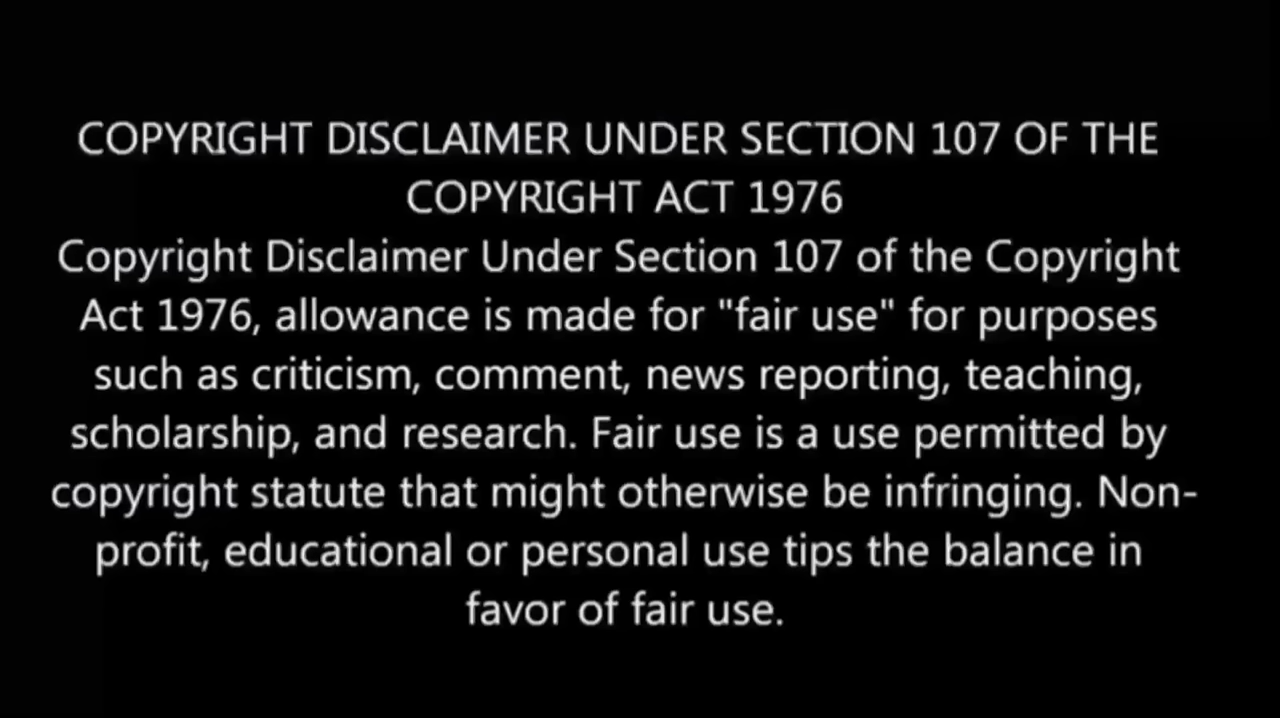 COPYRIGHT DISCLAIMER UNDER SECTION 107 OF THE
COPYRIGHT ACT 1976
Copyright Disclaimer Under Section 107 of the Copyright
Act 1976, allowance is made for "fair use" for purposes
such as criticism, comment, news reporting, teaching,
scholarship, and research. Fair use is a use permitted by
copyright statute that might otherwise be infringing. Non-
profit, educational or personal use tips the balance in
favor of fair use.